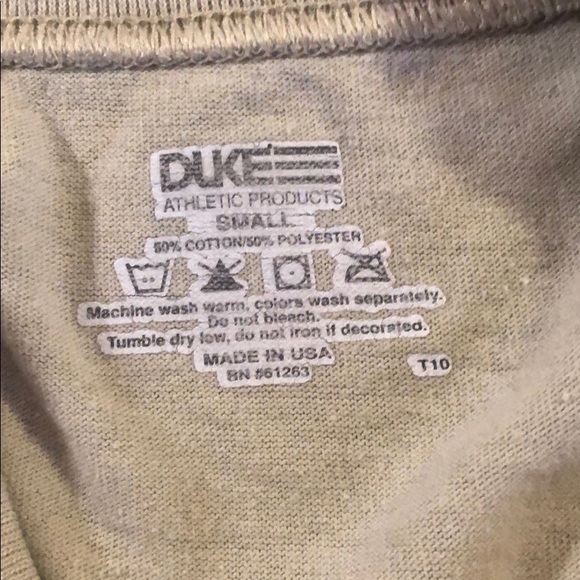 DUKE
ATHLETIC PRODUCTS
SMALL
50% COTTON/50% POLYESTER
Machine wash warm, colors wash separately.
Do not bleach.
Tumble dry low, do not iron if decorated.
MADE IN USA
BN #61263
T10